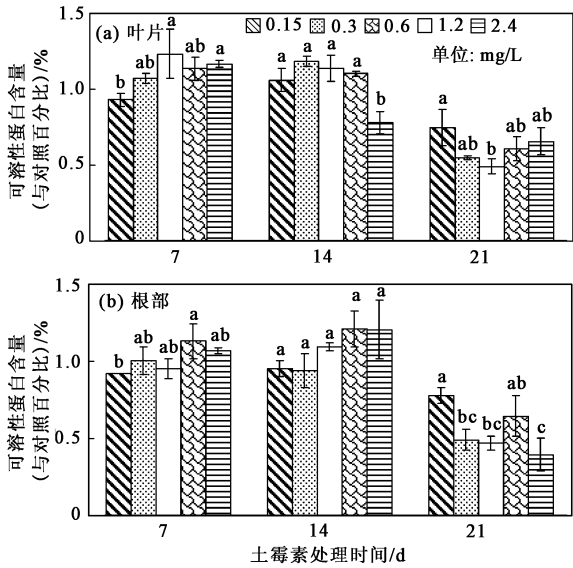 (a) 叶片
0.15 0.3 0.6 1.2 2.4
单位: mg/L
可溶性蛋白含量
(与对照百分比)/%
1.5
1.0
0.5
0
b ab a ab a
a a a a b
a ab b ab ab
7 14 21
(b) 根部
可溶性蛋白含量
(与对照百分比)/%
1.5
1.0
0.5
0
b ab ab a ab
a a a a a
a bc bc ab c
7 14 21
土霉素处理时间/d